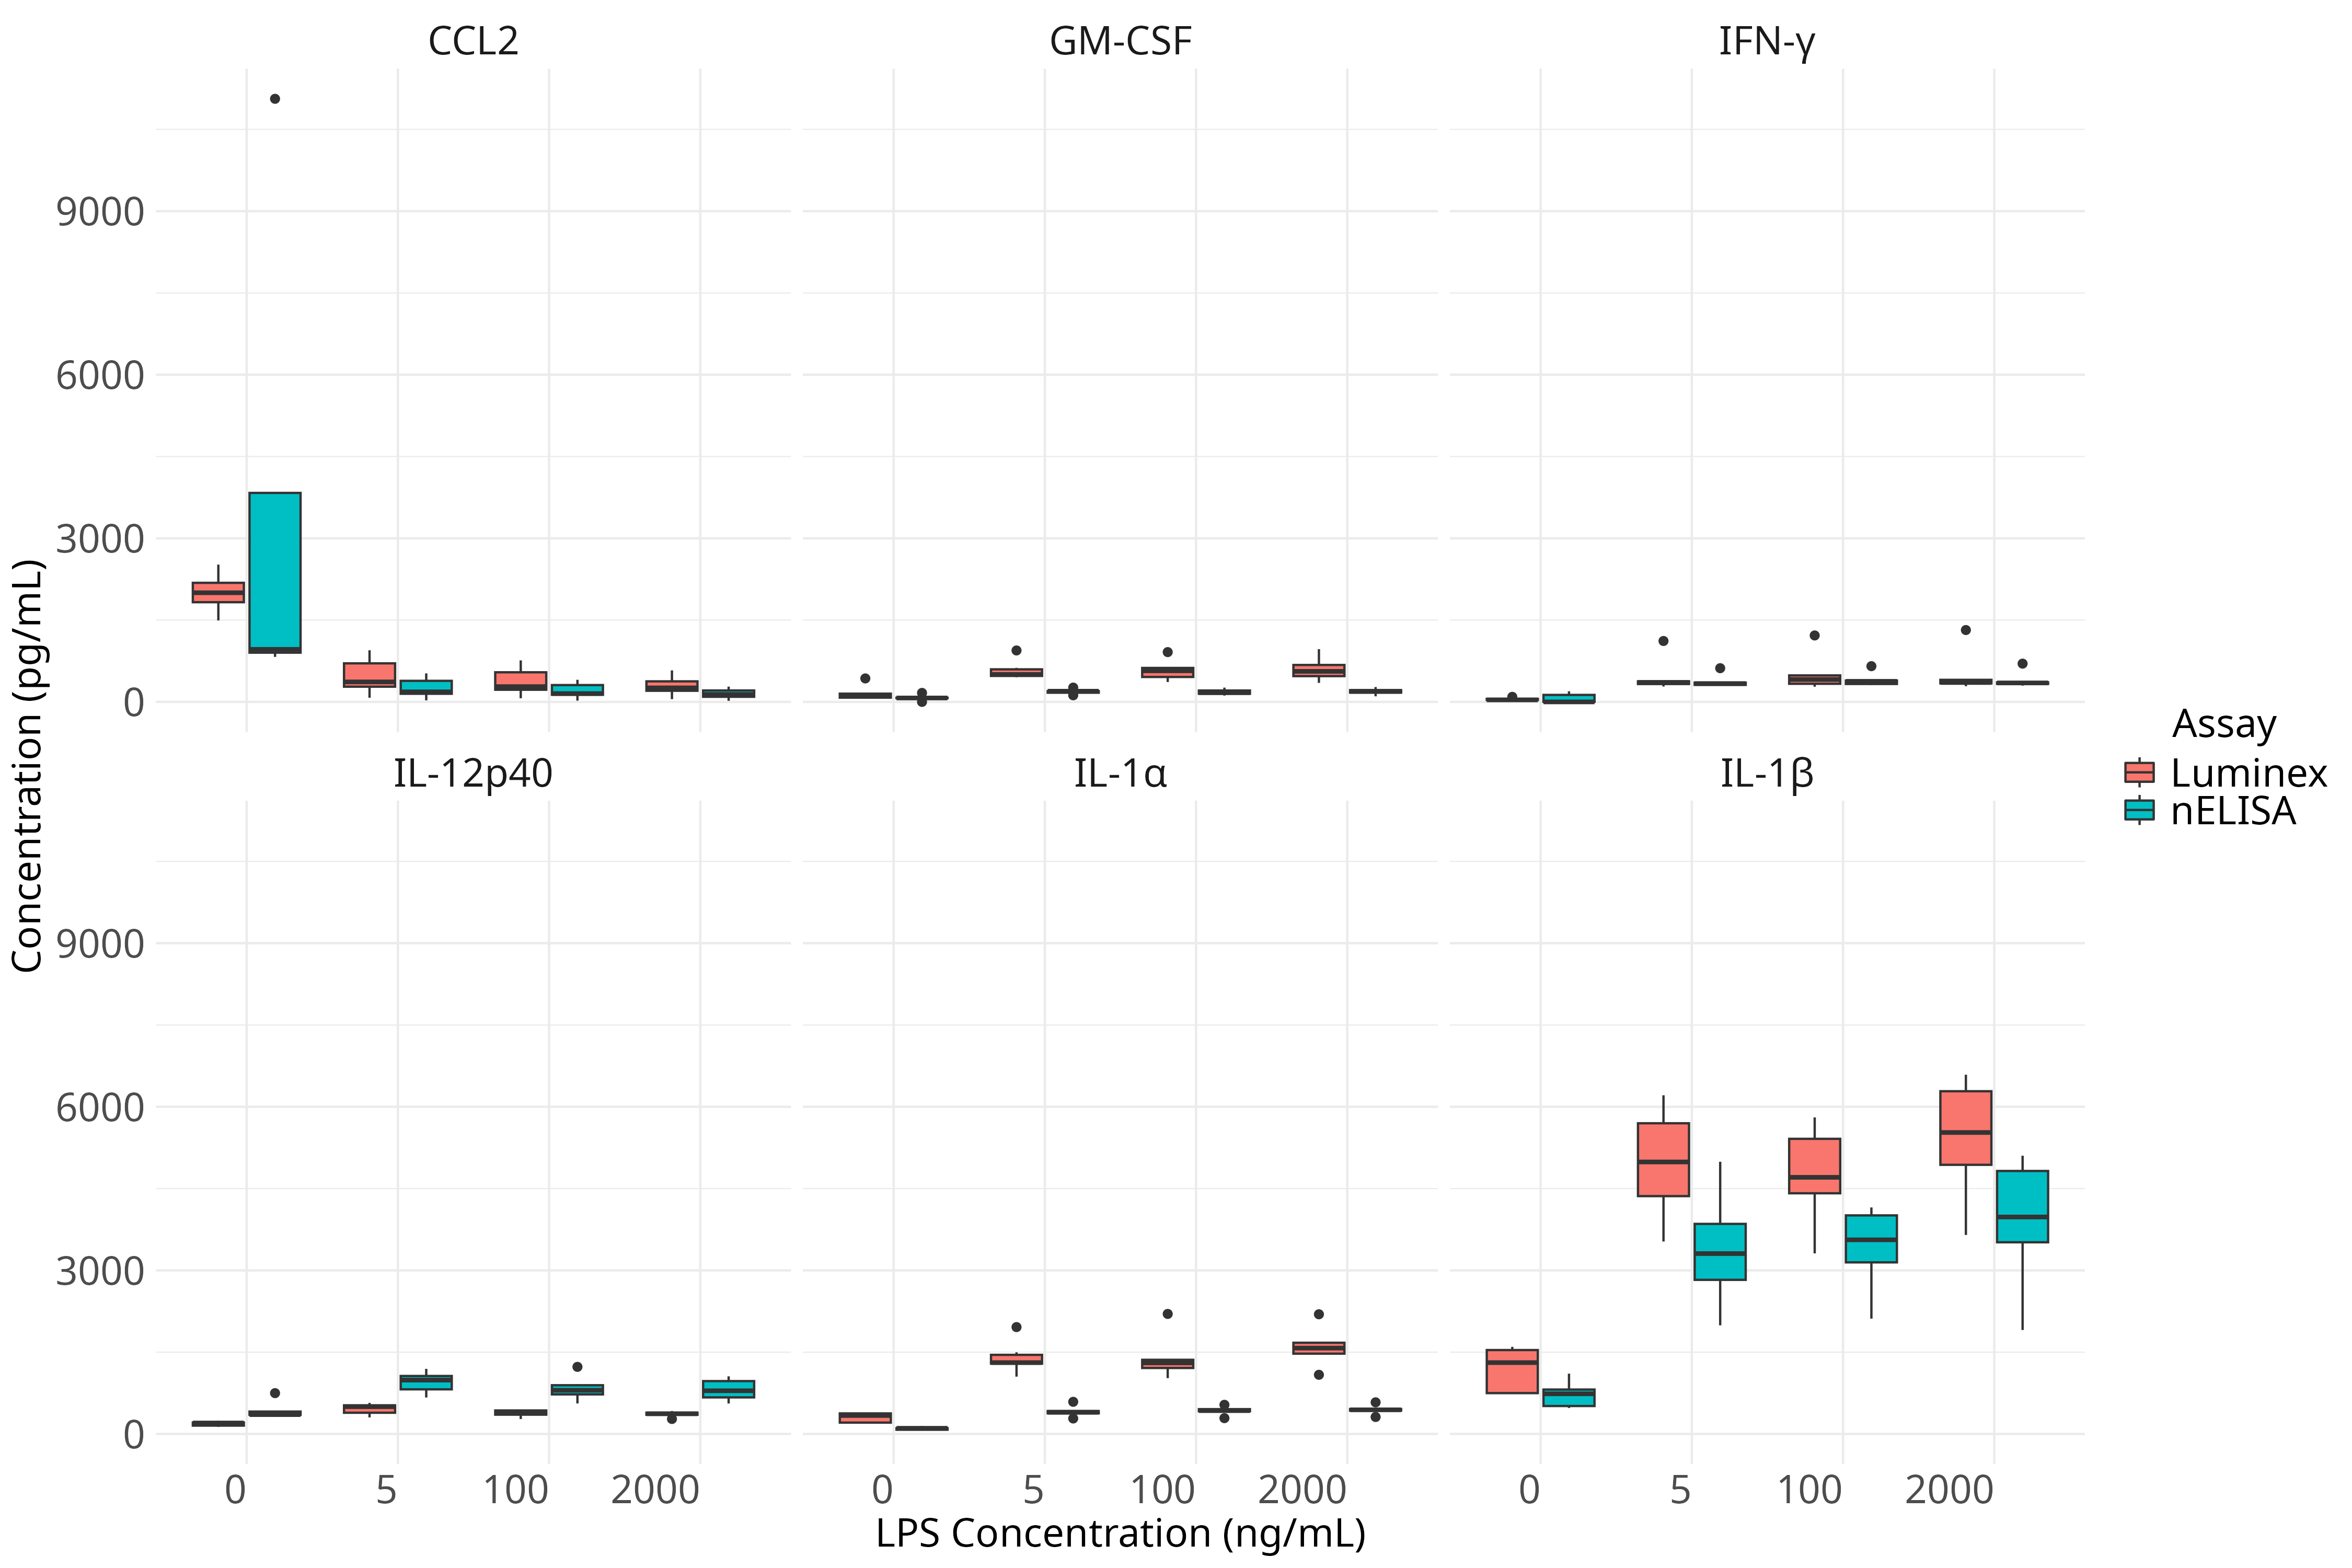 CCL2
GM-CSF
IFN-γ
9000
6000
3000
0
Concentration (pg/mL)
IL-12p40
IL-1α
IL-1β
9000
6000
3000
0
0 5 100 2000
0 5 100 2000
0 5 100 2000
LPS Concentration (ng/mL)
Assay
Luminex
nELISA